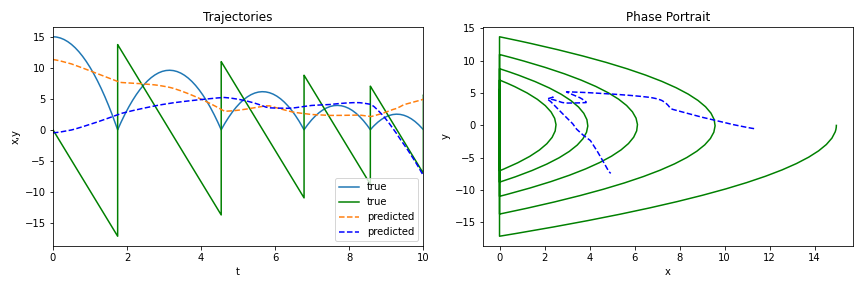 Trajectories
x,y
15
10
5
0
−5
−10
−15
0 2 4 6 8 10
t
true
true
predicted
predicted
Phase Portrait
y
15
10
5
0
−5
−10
−15
0 2 4 6 8 10 12 14
x